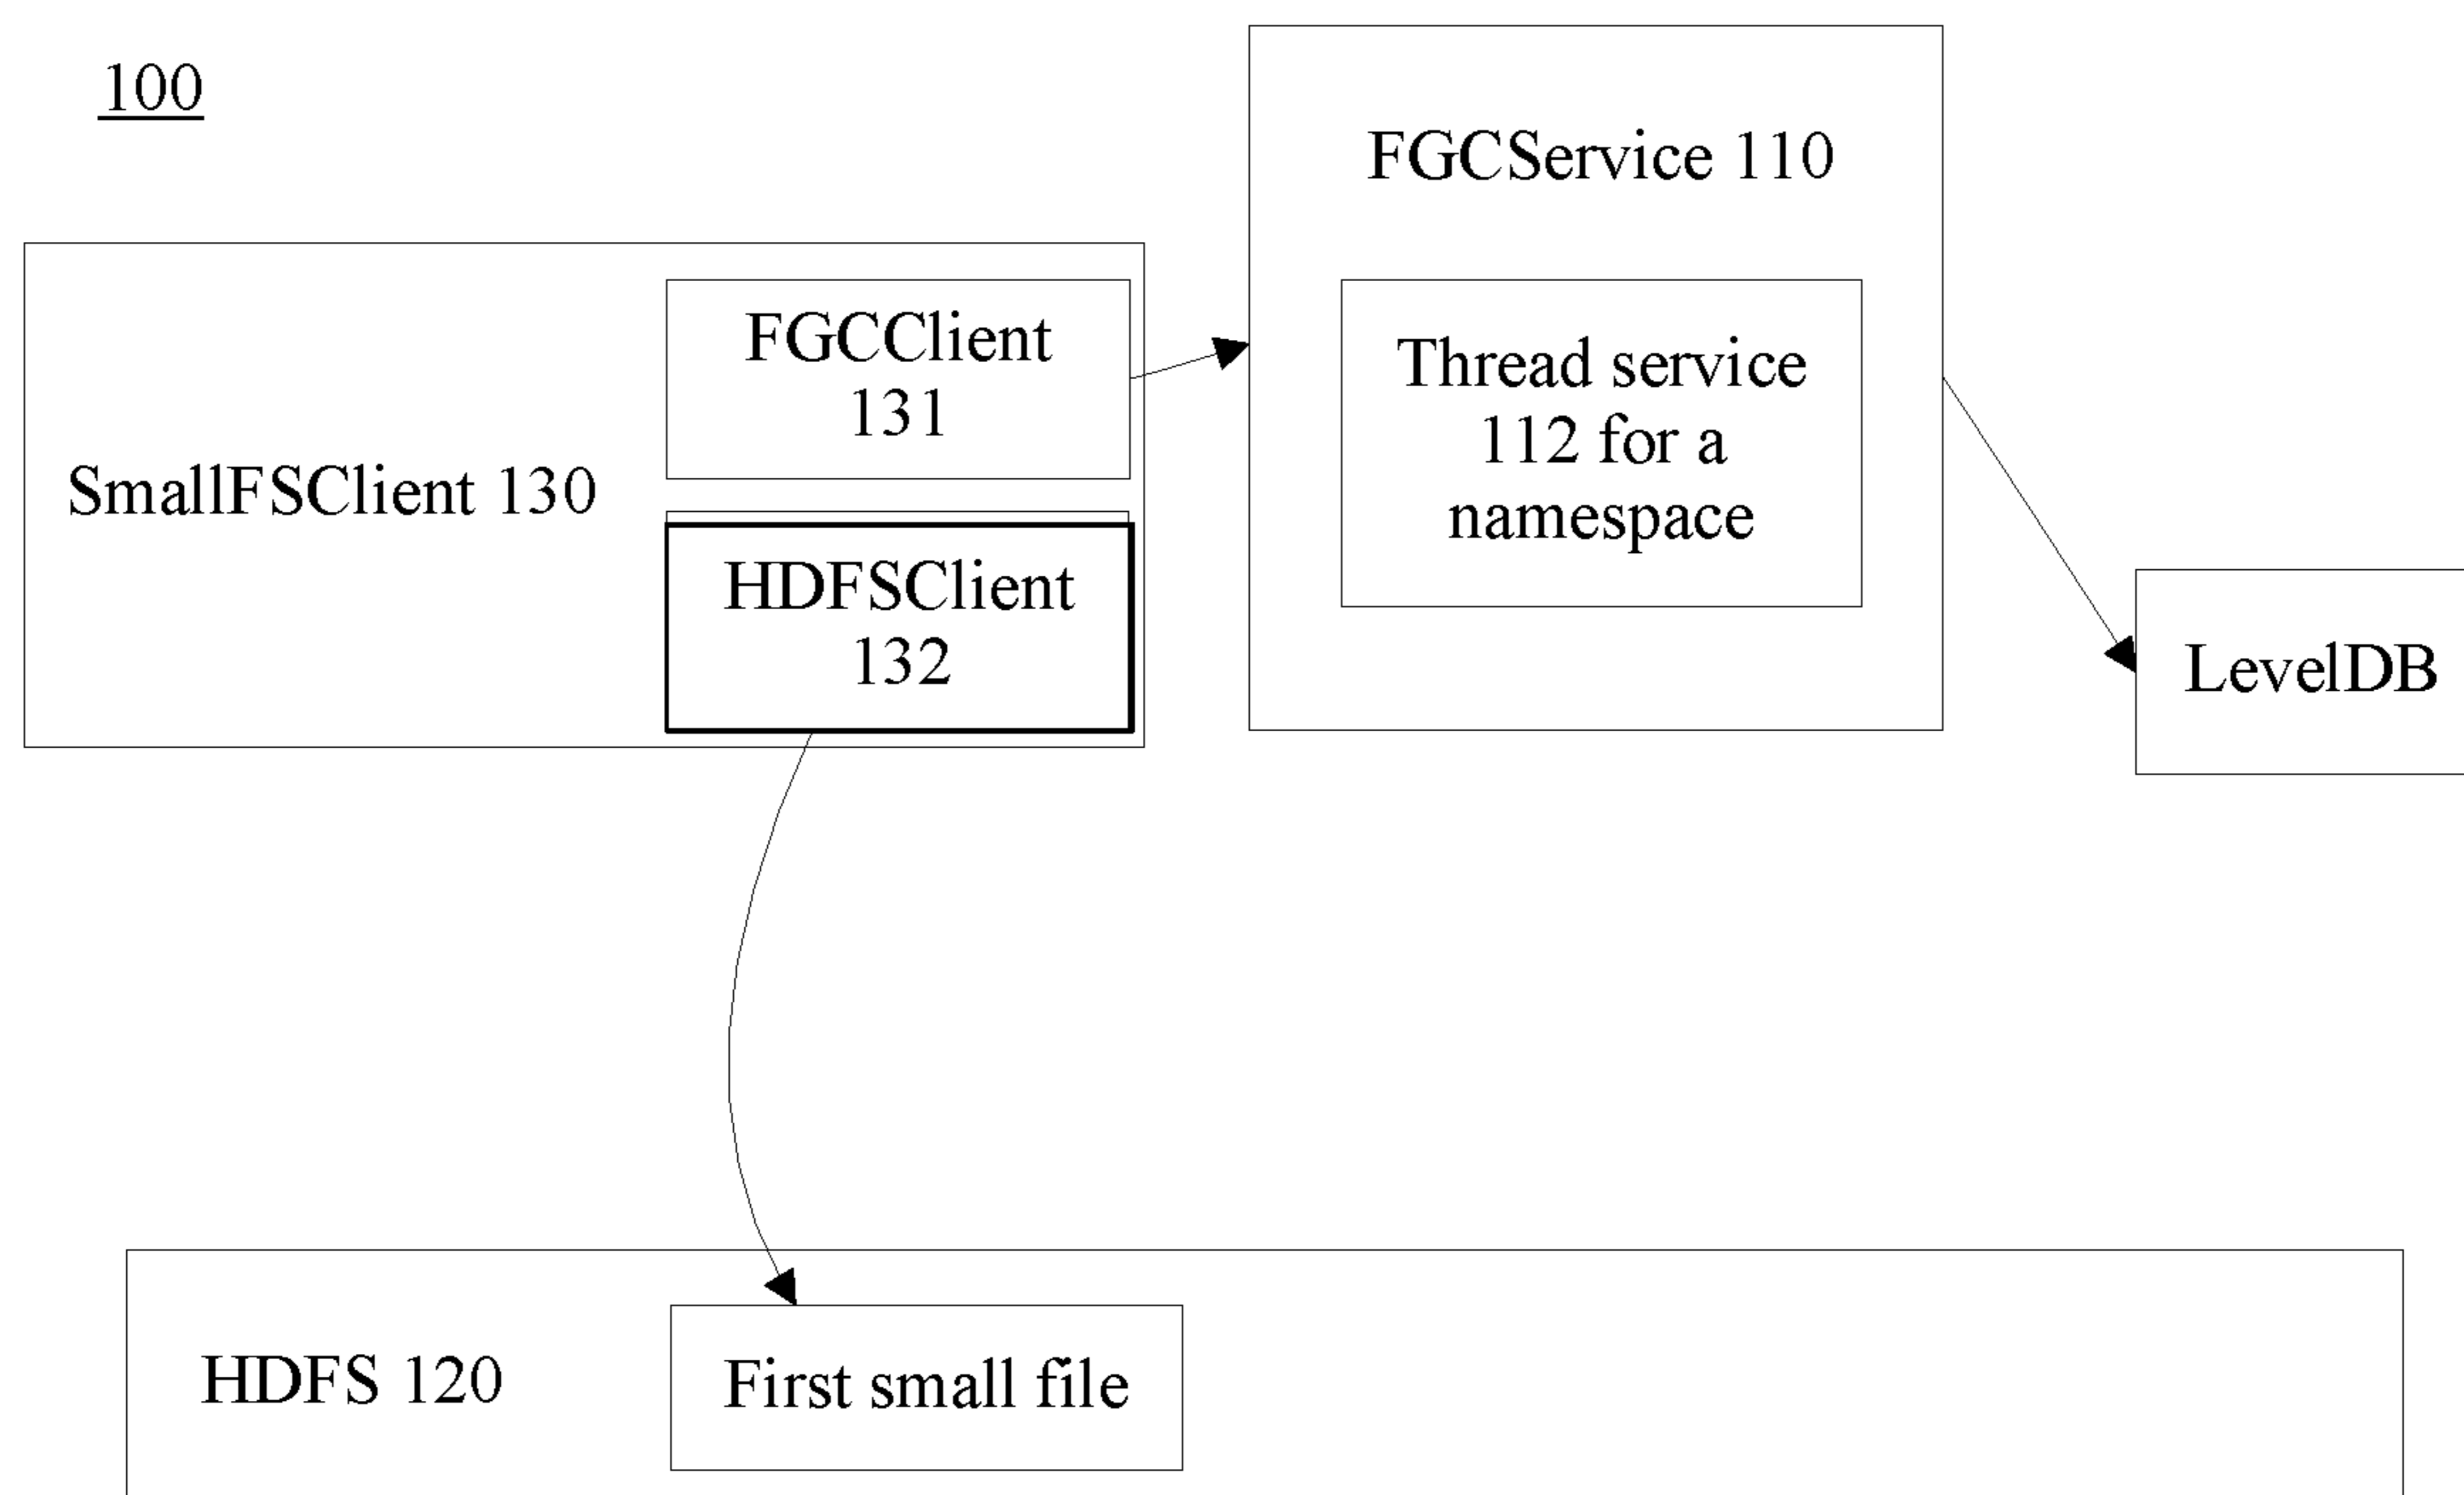 100
FGCService 110
FGCClient
131
Thread service
112 for a
namespace
SmallFSClient 130
HDFSClient
132
LevelDB
HDFS 120
First small file